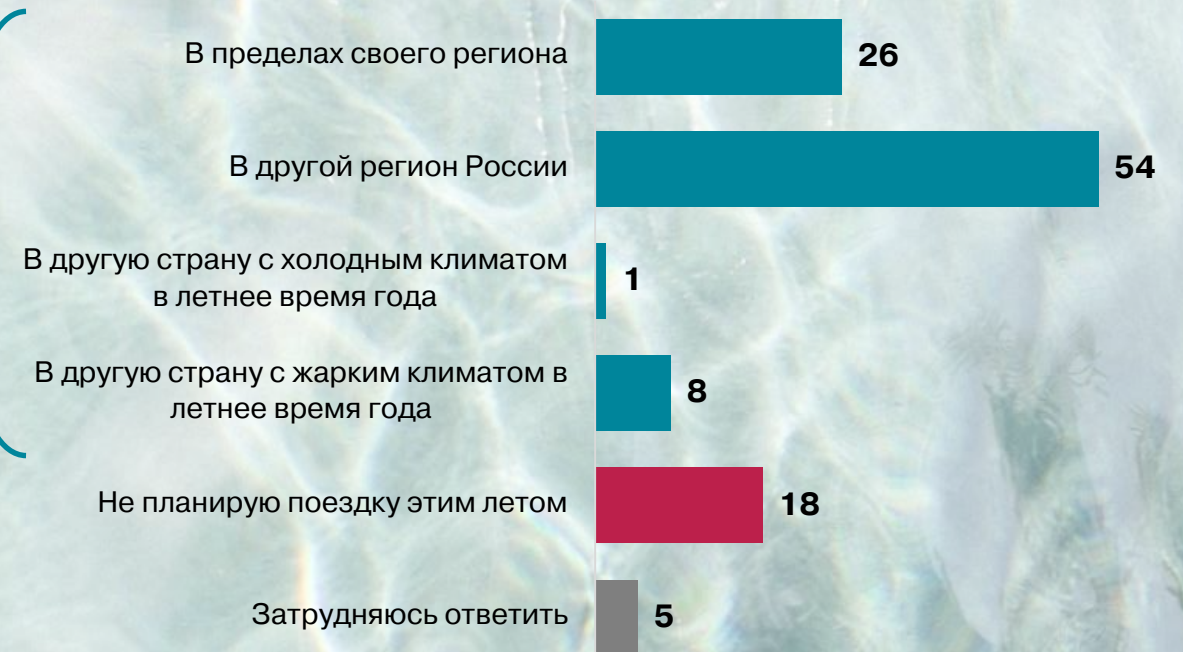 В пределах своего региона
26
В другой регион России
54
В другую страну с холодным климатом
в летнее время года
1
В другую страну с жарким климатом в
летнее время года
8
Не планирую поездку этим летом
18
Затрудняюсь ответить
5